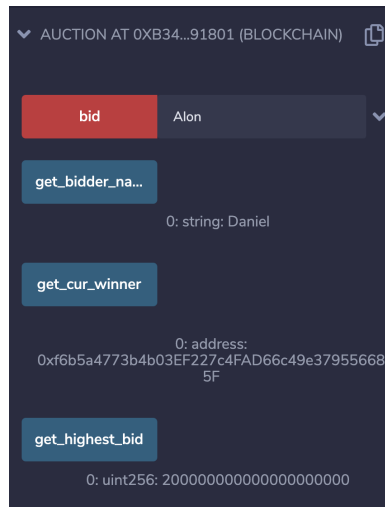 AUCTION AT 0XB34...91801 (BLOCKCHAIN)
bid
Alon
get_bidder_na...
0: string: Daniel
get_cur_winner
0: address:
0xf6b5a4773b4b03EF227c4FAD66c49e37955668
5F
get_highest_bid
0: uint256: 200000000000000000000